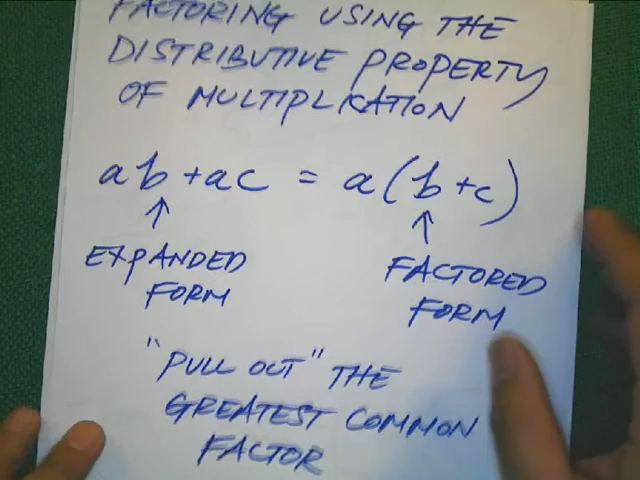 FACTORING USING THE
DISTRIBUTIVE PROPERTY
OF MULTIPLICATION
ab + ac = a(b + c)
EXPANDED
FORM
FACTORED
FORM
"PULL OUT" THE
GREATEST COMMON
FACTOR